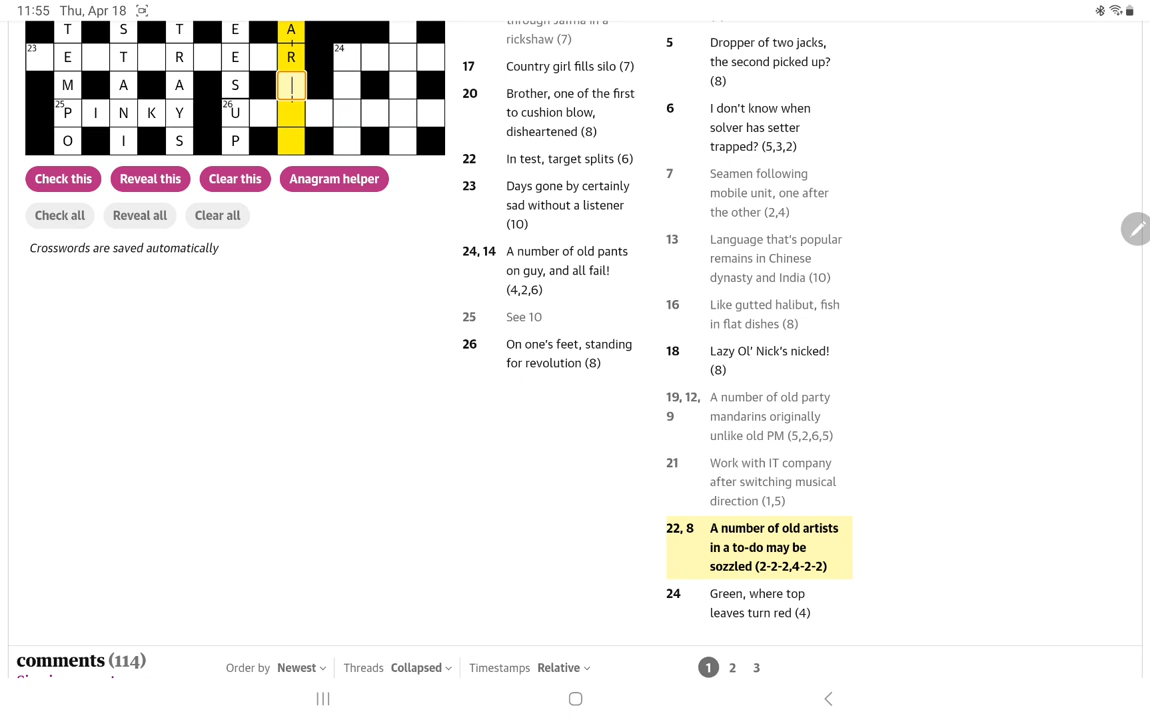 11:55 Thu, Apr 18
T S T E A
23 E T R E R 24
M A A S
25 P I N K Y 26 U
O I S P
Check this Reveal this Clear this Anagram helper
Check all Reveal all Clear all
Crosswords are saved automatically
rickshaw (7)
17 Country girl fills silo (7)
20 Brother, one of the first
to cushion blow,
disheartened (8)
22 In test, target splits (6)
23 Days gone by certainly
sad without a listener
(10)
24, 14 A number of old pants
on guy, and all fail!
(4,2,6)
25 See 10
26 On one's feet, standing
for revolution (8)
5 Dropper of two jacks,
the second picked up?
(8)
6 I don't know when
solver has setter
trapped? (5,3,2)
7 Seamen following
mobile unit, one after
the other (2,4)
13 Language that's popular
remains in Chinese
dynasty and India (10)
16 Like gutted halibut, fish
in flat dishes (8)
18 Lazy Ol' Nick's nicked!
(8)
19, 12, A number of old party
9 mandarins originally
unlike old PM (5,2,6,5)
21 Work with IT company
after switching musical
direction (1,5)
22, 8 A number of old artists
in a to-do may be
sozzled (2-2-2,4-2-2)
24 Green, where top
leaves turn red (4)
comments (114)
Order by Newest Threads Collapsed Timestamps Relative 1 2 3